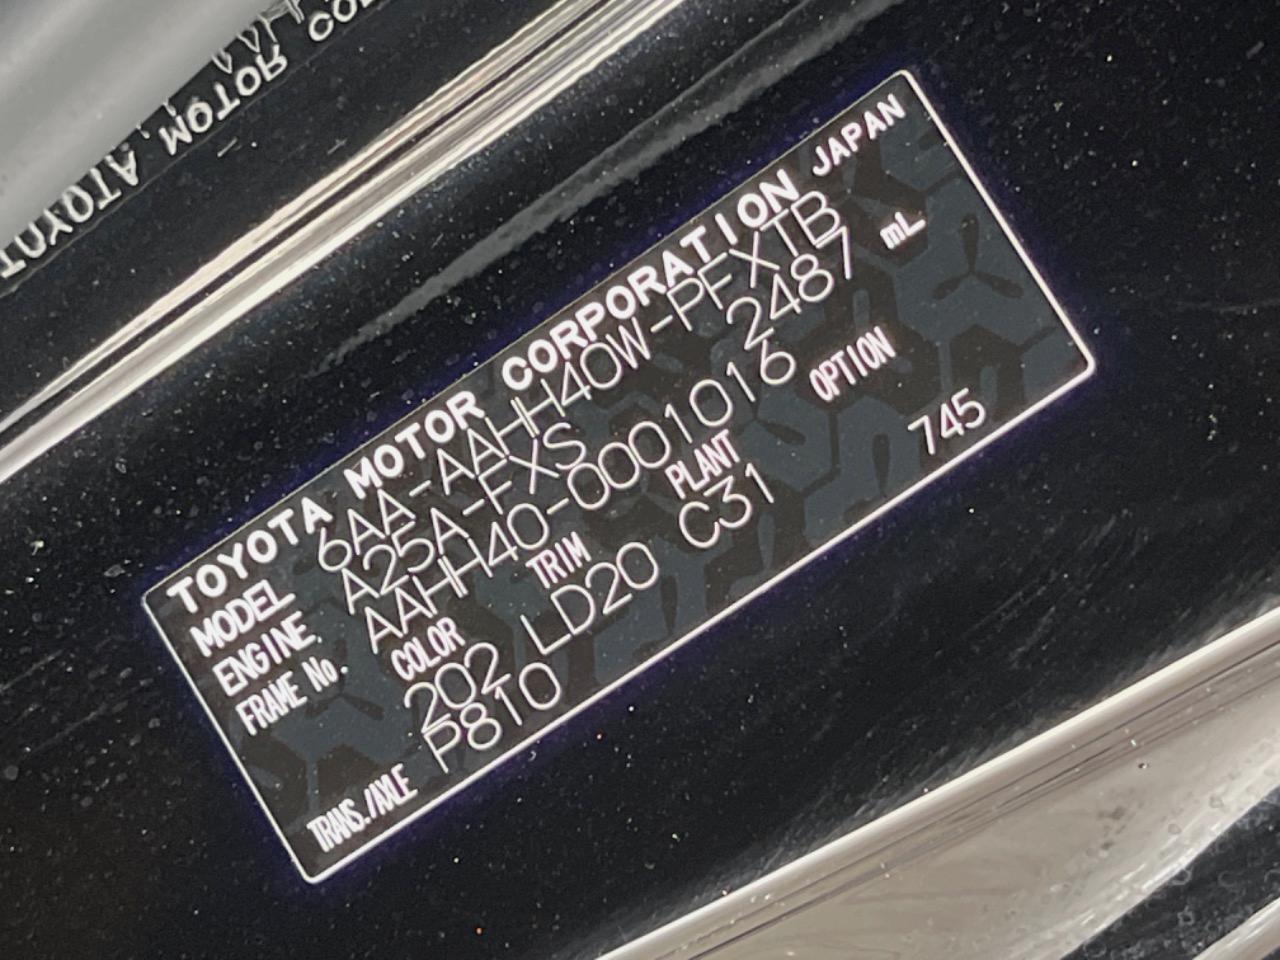 TOYOTA MOTOR CORPORATION JAPAN
MODEL 6AA-AAHH40W-PFXTB
ENGINE. A25A-FXS 2487 mL
FRAME No. AAHH40-0001016
COLOR TRIM PLANT OPTION
202 LD20 C31 745
TRANS./AXLE P810
TOYOTA MOTOR